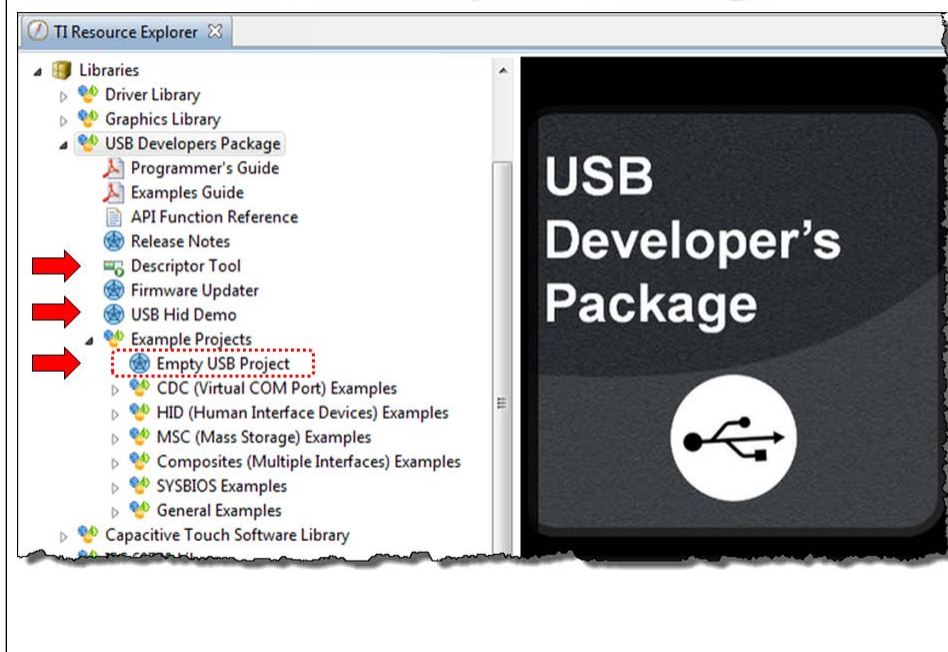 TI Resource Explorer
Libraries
Driver Library
Graphics Library
USB Developers Package
Programmer's Guide
Examples Guide
API Function Reference
Release Notes
Descriptor Tool
Firmware Updater
USB Hid Demo
Example Projects
Empty USB Project
CDC (Virtual COM Port) Examples
HID (Human Interface Devices) Examples
MSC (Mass Storage) Examples
Composites (Multiple Interfaces) Examples
SYSBIOS Examples
General Examples
Capacitive Touch Software Library
USB
Developer's
Package